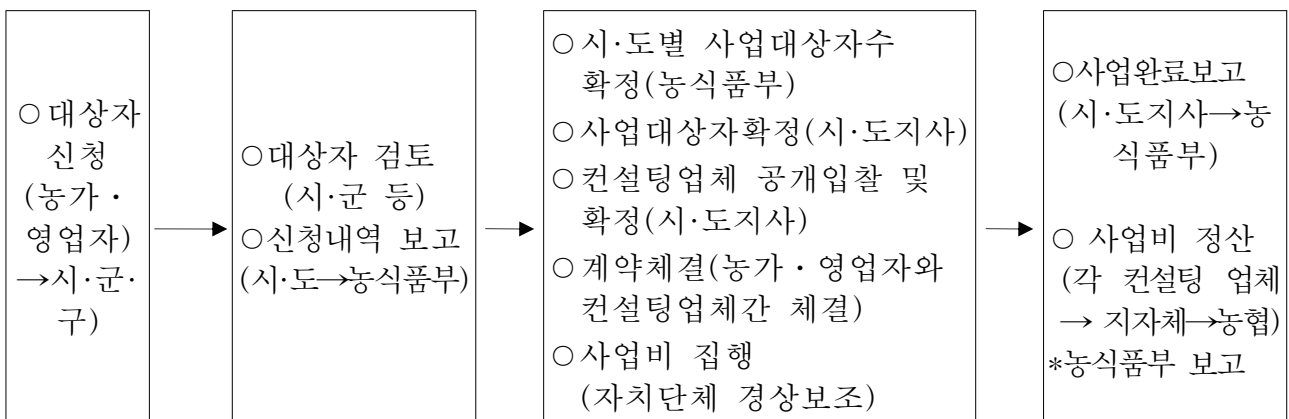 ○대상자
신청
(농가・
영업자)
→시·군·
구)
○대상자 검토
(시·군 등)
○신청내역 보고
(시·도→농식품부)
○시·도별 사업대상자수
확정(농식품부)
○사업대상자확정(시·도지사)
○컨설팅업체 공개입찰 및
확정(시·도지사)
○계약체결(농가・영업자와
컨설팅업체간 체결)
○사업비 집행
(자치단체 경상보조)
○사업완료보고
(시·도지사→농
식품부)
○ 사업비 정산
(각 컨설팅 업체
→ 지자체→농협)
*농식품부 보고